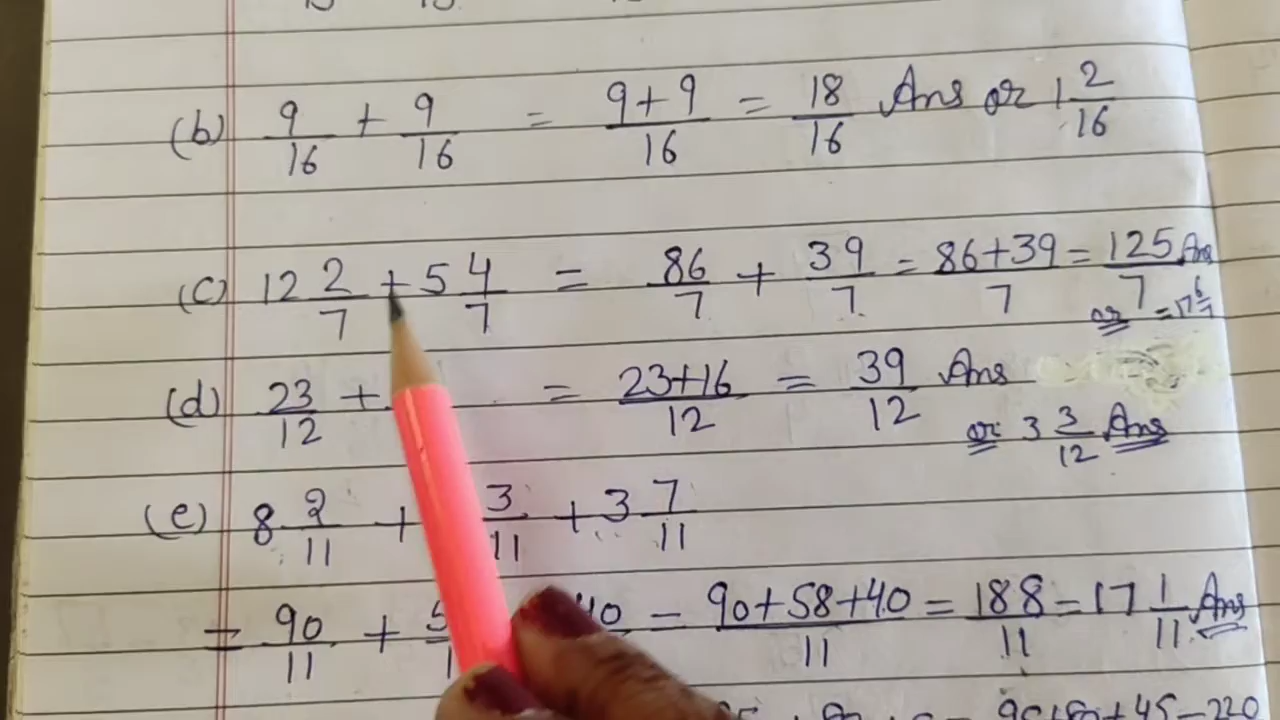 (b) 9/16 + 9/16 = 9+9/16 = 18/16 Ans or 1 2/16
(c) 12 2/7 + 5 4/7 = 86/7 + 39/7 = 86+39/7 = 125/7 Ans
or = 17 6/7
(d) 23/12 + = 23+16/12 = 39/12 Ans
or 3 3/12 Ans
(e) 8 2/11 + 3/11 + 3 7/11
= 90/11 + 5 40 = 90+58+40/11 = 188/11 = 17 1/11 Ans